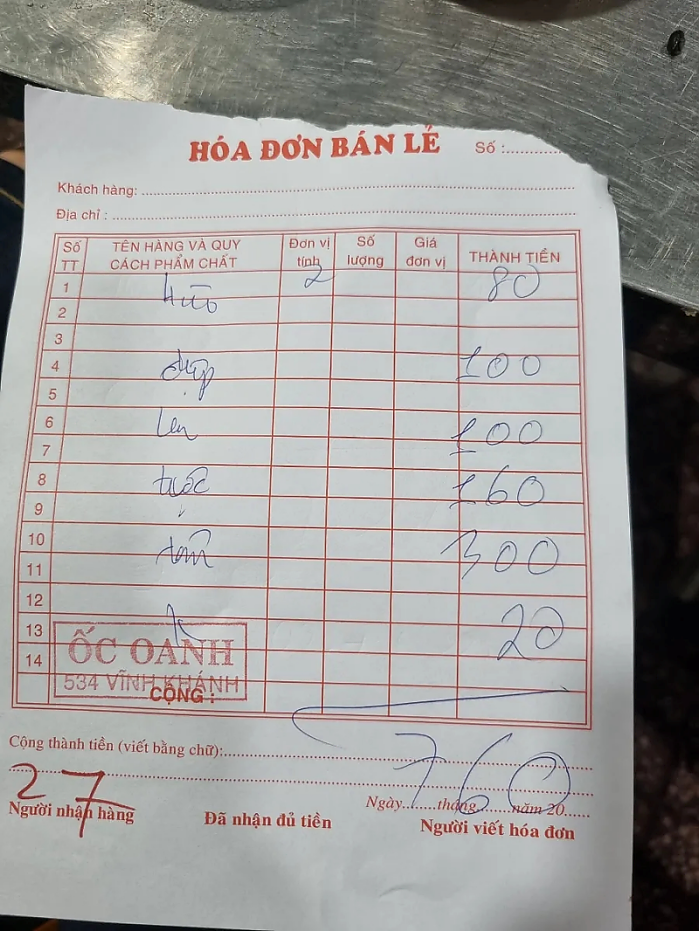 HÓA ĐƠN BÁN LẺ
Số :
Khách hàng:
Địa chỉ :
Số TT TÊN HÀNG VÀ QUY CÁCH PHẨM CHẤT Đơn vị tính Số lượng Giá đơn vị THÀNH TIỀN
1 2 80
2
3
4 100
5
6 100
7
8 160
9
10 300
11
12
13 20
14
ỐC OANH
534 VĨNH KHÁNH
CỘNG :
Cộng thành tiền (viết bằng chữ):
760
27
Ngày......tháng.......năm 20......
Người nhận hàng Đã nhận đủ tiền Người viết hóa đơn